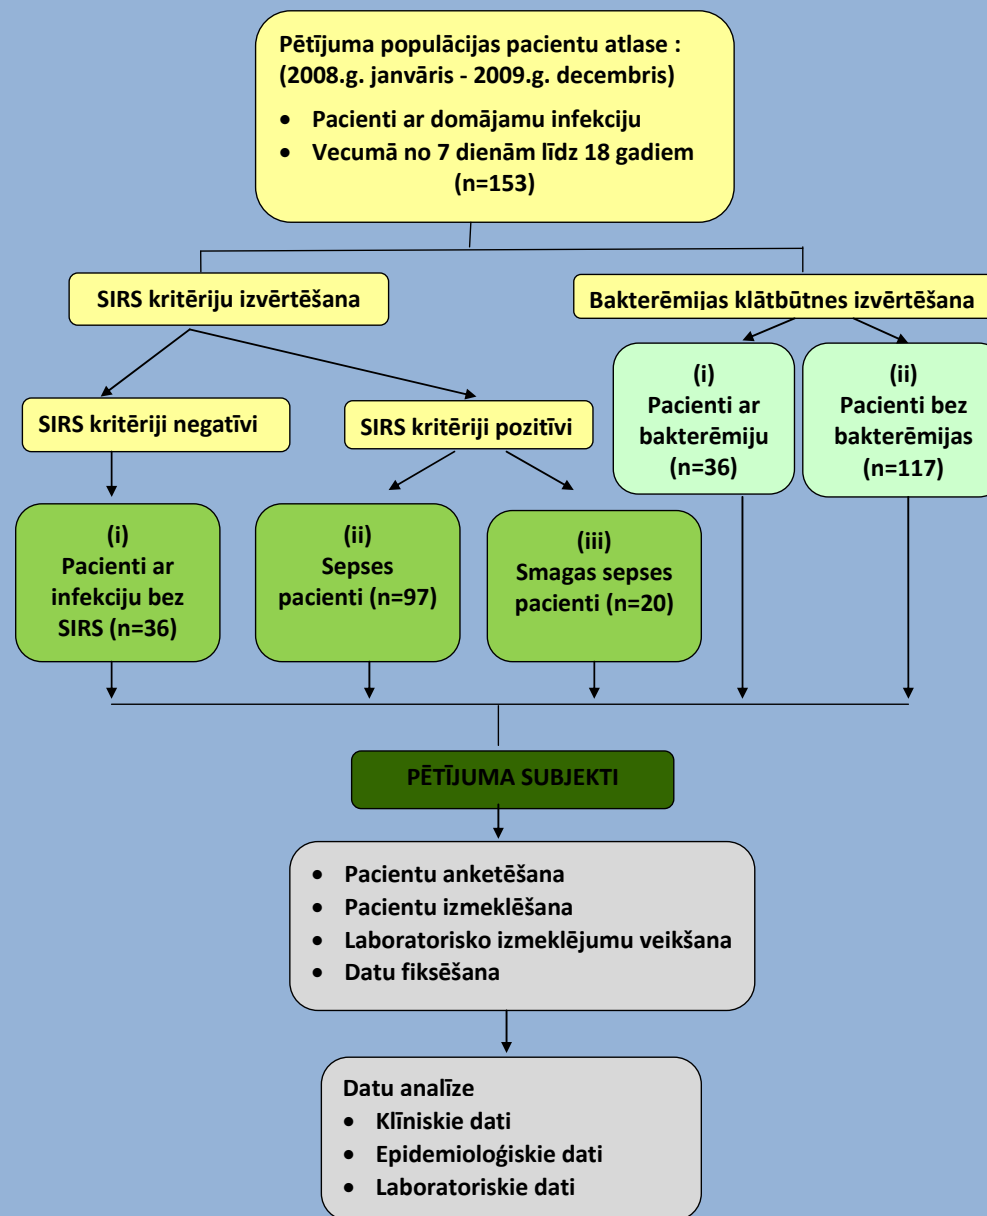 Pētījuma populācijas pacientu atlase :
(2008.g. janvāris - 2009.g. decembris)
• Pacienti ar domājamu infekciju
• Vecumā no 7 dienām līdz 18 gadiem
(n=153)
SIRS kritēriju izvērtēšana
Bakterēmijas klātbūtnes izvērtēšana
SIRS kritēriji negatīvi
SIRS kritēriji pozitīvi
(i)
Pacienti ar
bakterēmiju
(n=36)
(ii)
Pacienti bez
bakterēmijas
(n=117)
(i)
Pacienti ar
infekciju bez
SIRS (n=36)
(ii)
Sepses
pacienti (n=97)
(iii)
Smagas sepses
pacienti (n=20)
PĒTĪJUMA SUBJEKTI
• Pacientu anketēšana
• Pacientu izmeklēšana
• Laboratorisko izmeklējumu veikšana
• Datu fiksēšana
Datu analīze
• Klīniskie dati
• Epidemioloģiskie dati
• Laboratoriskie dati